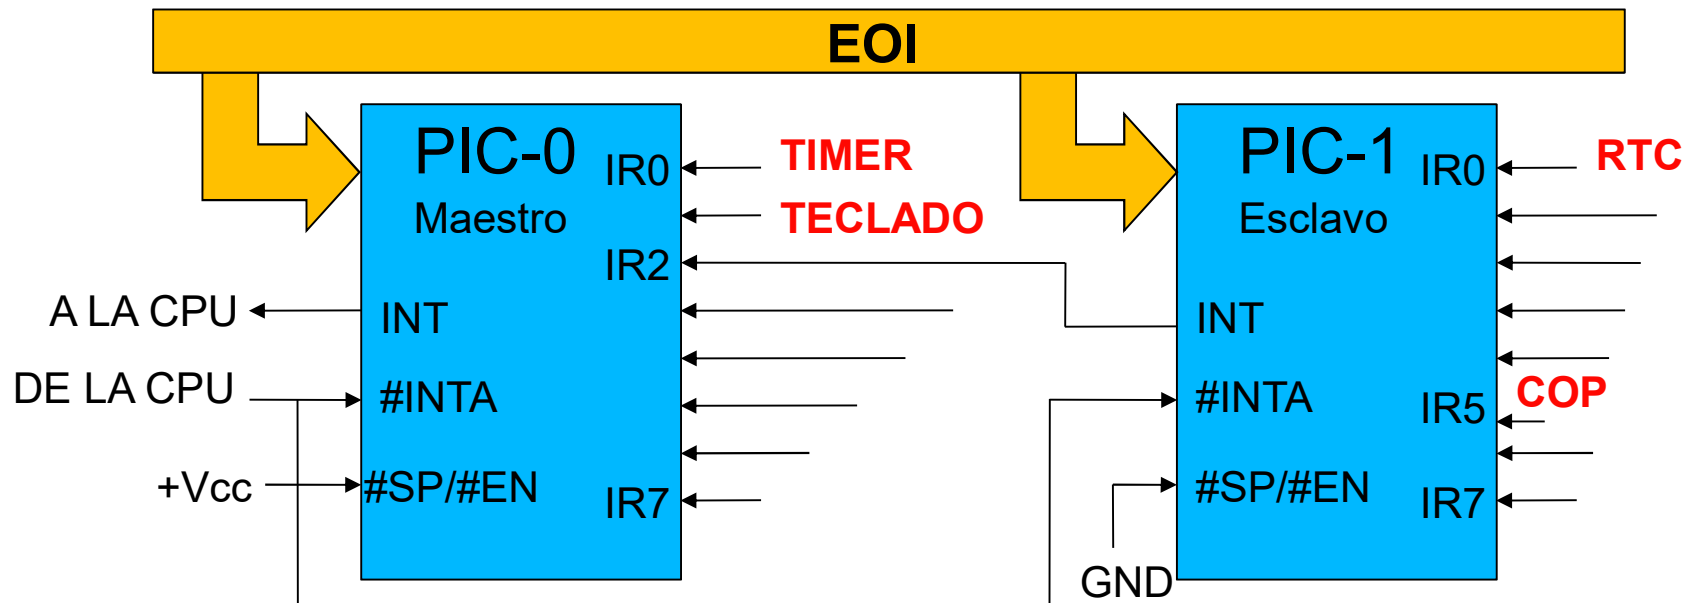 EOI
PIC-0
Maestro
IR0
TIMER
TECLADO
IR2
A LA CPU
INT
DE LA CPU
#INTA
+Vcc
#SP/#EN
IR7
PIC-1
Esclavo
IR0
RTC
INT
#INTA
COP
IR5
#SP/#EN
IR7
GND